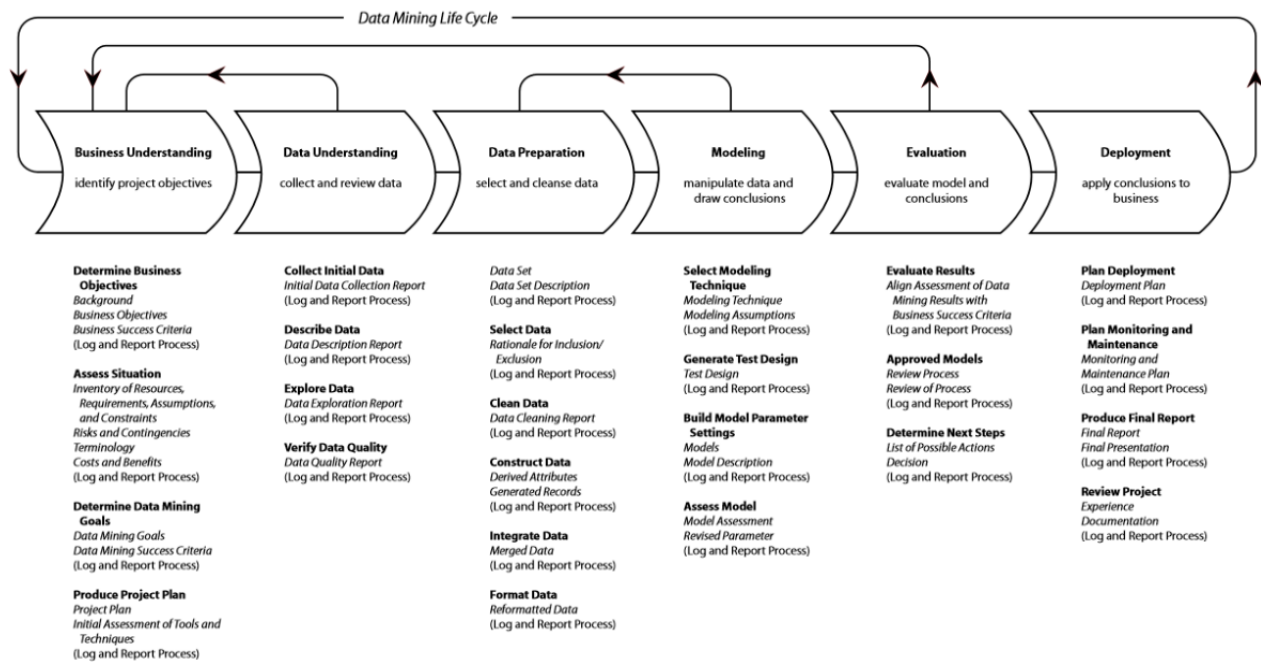 Data Mining Life Cycle
Business Understanding
identify project objectives
Data Understanding
collect and review data
Data Preparation
select and cleanse data
Modeling
manipulate data and
draw conclusions
Evaluation
evaluate model and
conclusions
Deployment
apply conclusions to
business
Determine Business
Objectives
Background
Business Objectives
Business Success Criteria
(Log and Report Process)
Assess Situation
Inventory of Resources,
Requirements, Assumptions,
and Constraints
Risks and Contingencies
Terminology
Costs and Benefits
(Log and Report Process)
Determine Data Mining
Goals
Data Mining Goals
Data Mining Success Criteria
(Log and Report Process)
Produce Project Plan
Project Plan
Initial Assessment of Tools and
Techniques
(Log and Report Process)
Collect Initial Data
Initial Data Collection Report
(Log and Report Process)
Describe Data
Data Description Report
(Log and Report Process)
Explore Data
Data Exploration Report
(Log and Report Process)
Verify Data Quality
Data Quality Report
(Log and Report Process)
Data Set
Data Set Description
(Log and Report Process)
Select Data
Rationale for Inclusion/
Exclusion
(Log and Report Process)
Clean Data
Data Cleaning Report
(Log and Report Process)
Construct Data
Derived Attributes
Generated Records
(Log and Report Process)
Integrate Data
Merged Data
(Log and Report Process)
Format Data
Reformatted Data
(Log and Report Process)
Select Modeling
Technique
Modeling Technique
Modeling Assumptions
(Log and Report Process)
Generate Test Design
Test Design
(Log and Report Process)
Build Model Parameter
Settings
Models
Model Description
(Log and Report Process)
Assess Model
Model Assessment
Revised Parameter
(Log and Report Process)
Evaluate Results
Align Assessment of Data
Mining Results with
Business Success Criteria
(Log and Report Process)
Approved Models
Review Process
Review of Process
(Log and Report Process)
Determine Next Steps
List of Possible Actions
Decision
(Log and Report Process)
Plan Deployment
Deployment Plan
(Log and Report Process)
Plan Monitoring and
Maintenance
Monitoring and
Maintenance Plan
(Log and Report Process)
Produce Final Report
Final Report
Final Presentation
(Log and Report Process)
Review Project
Experience
Documentation
(Log and Report Process)